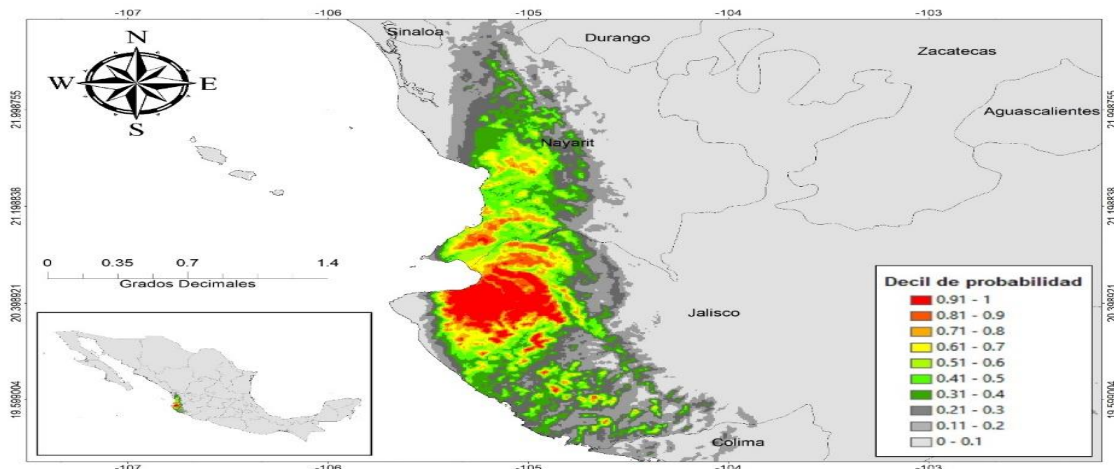 -107
-106
-105
-104
-103
N
W
E
S
Sinaloa
Durango
Zacatecas
Aguascalientes
Nayarit
Jalisco
Colima
21.998755
21.198838
20.398921
19.599004
21.998755
21.198838
20.398921
19.599004
0 0.35 0.7 1.4
Grados Decimales
Decil de probabilidad
0.91 - 1
0.81 - 0.9
0.71 - 0.8
0.61 - 0.7
0.51 - 0.6
0.41 - 0.5
0.31 - 0.4
0.21 - 0.3
0.11 - 0.2
0 - 0.1
-107
-106
-105
-104
-103